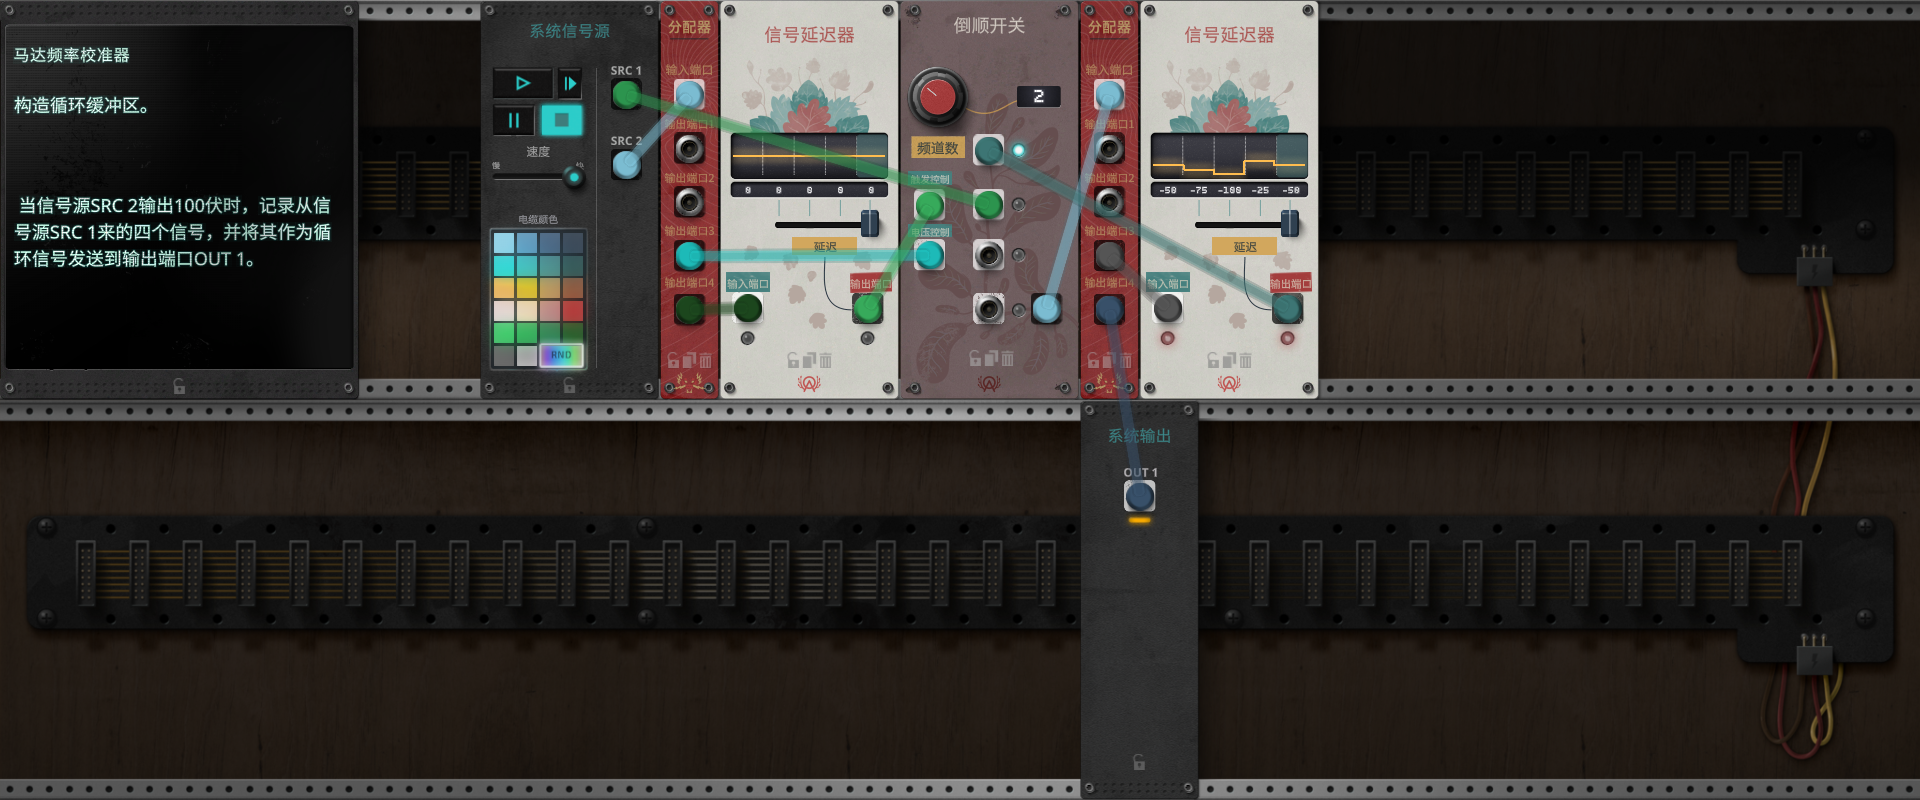 马达频率校准器
构造循环缓冲区。
当信号源SRC 2输出100伏时，记录从信
号源SRC 1来的四个信号，并将其作为循
环信号发送到输出端口OUT 1。
系统信号源
SRC 1
SRC 2
速度
慢
电缆颜色
RND
分配器
输入端口
输出端口1
输出端口2
输出端口3
输出端口4
信号延迟器
0 0 0 0 0
延迟
输入端口
输出端口
倒顺开关
2
频道数
触发控制
电压控制
分配器
输入端口
输出端口1
输出端口2
输出端口3
输出端口4
信号延迟器
-50 -75 -100 -25 -50
延迟
输入端口
输出端口
系统输出
OUT 1